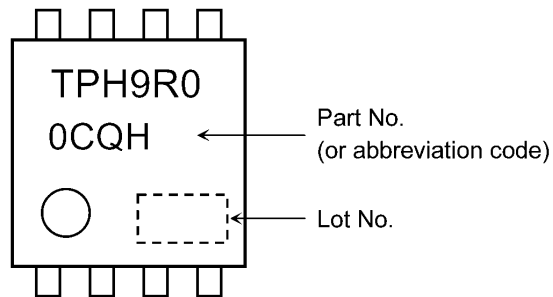 TPH9R0
0CQH
Part No.
(or abbreviation code)
Lot No.